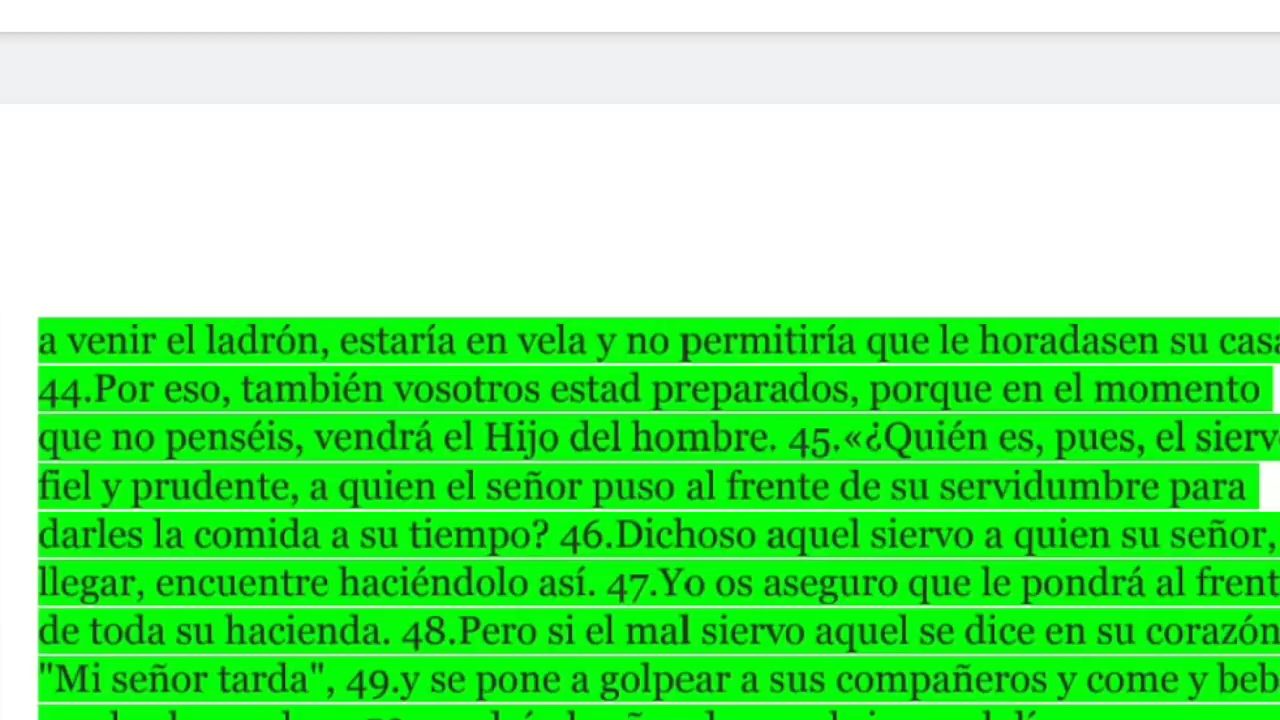 a venir el ladrón, estaría en vela y no permitiría que le horadasen su casa
44.Por eso, también vosotros estad preparados, porque en el momento
que no penséis, vendrá el Hijo del hombre. 45.«¿Quién es, pues, el siervo
fiel y prudente, a quien el señor puso al frente de su servidumbre para
darles la comida a su tiempo? 46.Dichoso aquel siervo a quien su señor,
llegar, encuentre haciéndolo así. 47.Yo os aseguro que le pondrá al frent
de toda su hacienda. 48.Pero si el mal siervo aquel se dice en su corazón
"Mi señor tarda", 49.y se pone a golpear a sus compañeros y come y beb